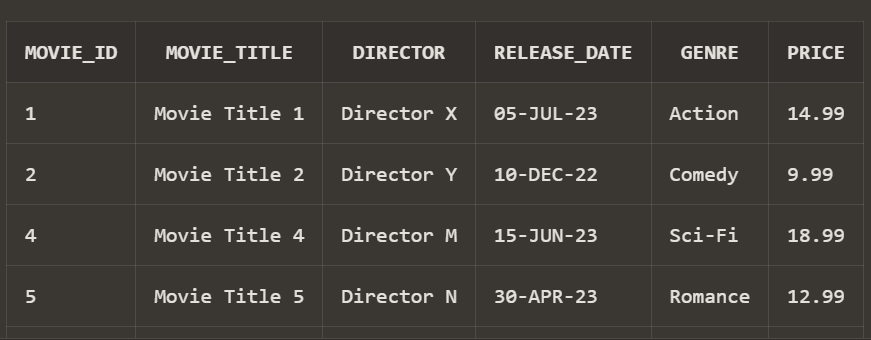 MOVIE_ID MOVIE_TITLE DIRECTOR RELEASE_DATE GENRE PRICE
1 Movie Title 1 Director X 05-JUL-23 Action 14.99
2 Movie Title 2 Director Y 10-DEC-22 Comedy 9.99
4 Movie Title 4 Director M 15-JUN-23 Sci-Fi 18.99
5 Movie Title 5 Director N 30-APR-23 Romance 12.99